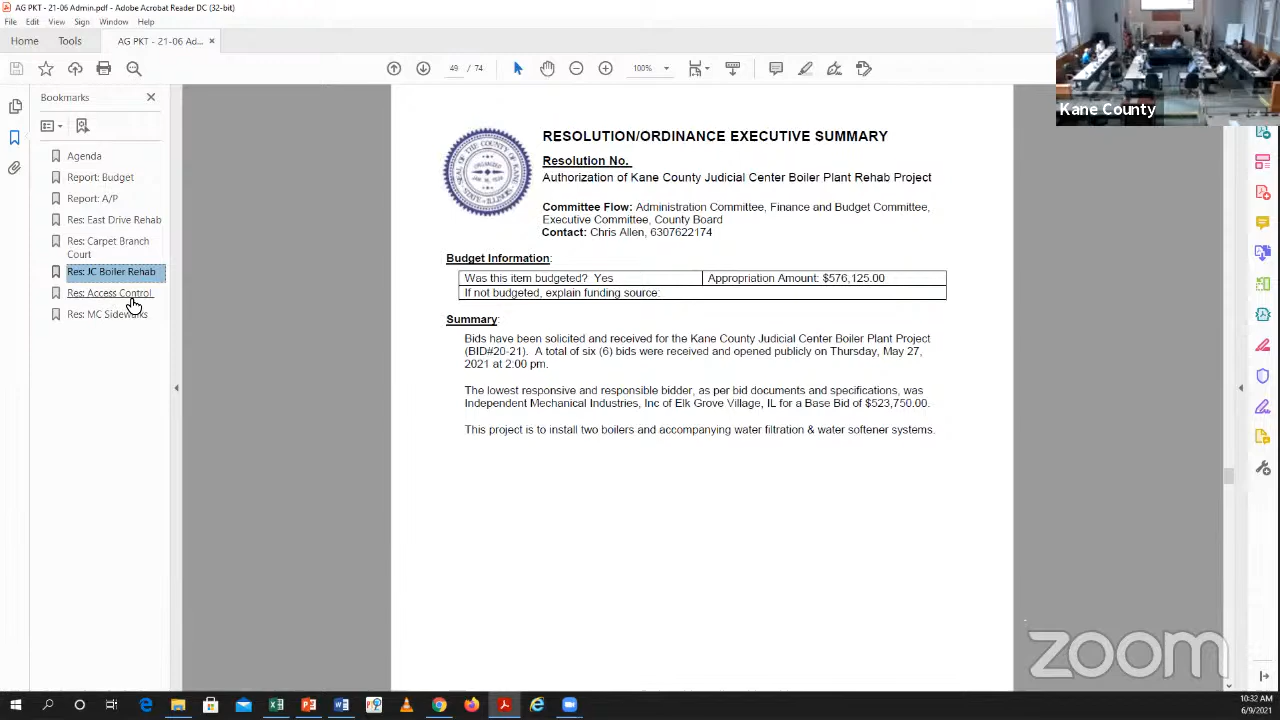 AG PKT - 21-06 Admin.pdf - Adobe Acrobat Reader DC (32-bit)
File Edit View Sign Window Help
Home Tools AG PKT - 21-06 Ad... ×
49 / 74 100%
Kane County
Bookmarks
Agenda
Report: Budget
Report: A/P
Res: East Drive Rehab
Res: Carpet Branch
Court
Res: JC Boiler Rehab
Res: Access Control
Res: MC Sidewalks
RESOLUTION/ORDINANCE EXECUTIVE SUMMARY
Resolution No.
Authorization of Kane County Judicial Center Boiler Plant Rehab Project
Committee Flow: Administration Committee, Finance and Budget Committee,
Executive Committee, County Board
Contact: Chris Allen, 6307622174
Budget Information:
Was this item budgeted? Yes Appropriation Amount: $576,125.00
If not budgeted, explain funding source:
Summary:
Bids have been solicited and received for the Kane County Judicial Center Boiler Plant Project
(BID#20-21). A total of six (6) bids were received and opened publicly on Thursday, May 27,
2021 at 2:00 pm.
The lowest responsive and responsible bidder, as per bid documents and specifications, was
Independent Mechanical Industries, Inc of Elk Grove Village, IL for a Base Bid of $523,750.00.
This project is to install two boilers and accompanying water filtration & water softener systems.
zoom
10:32 AM
6/9/2021